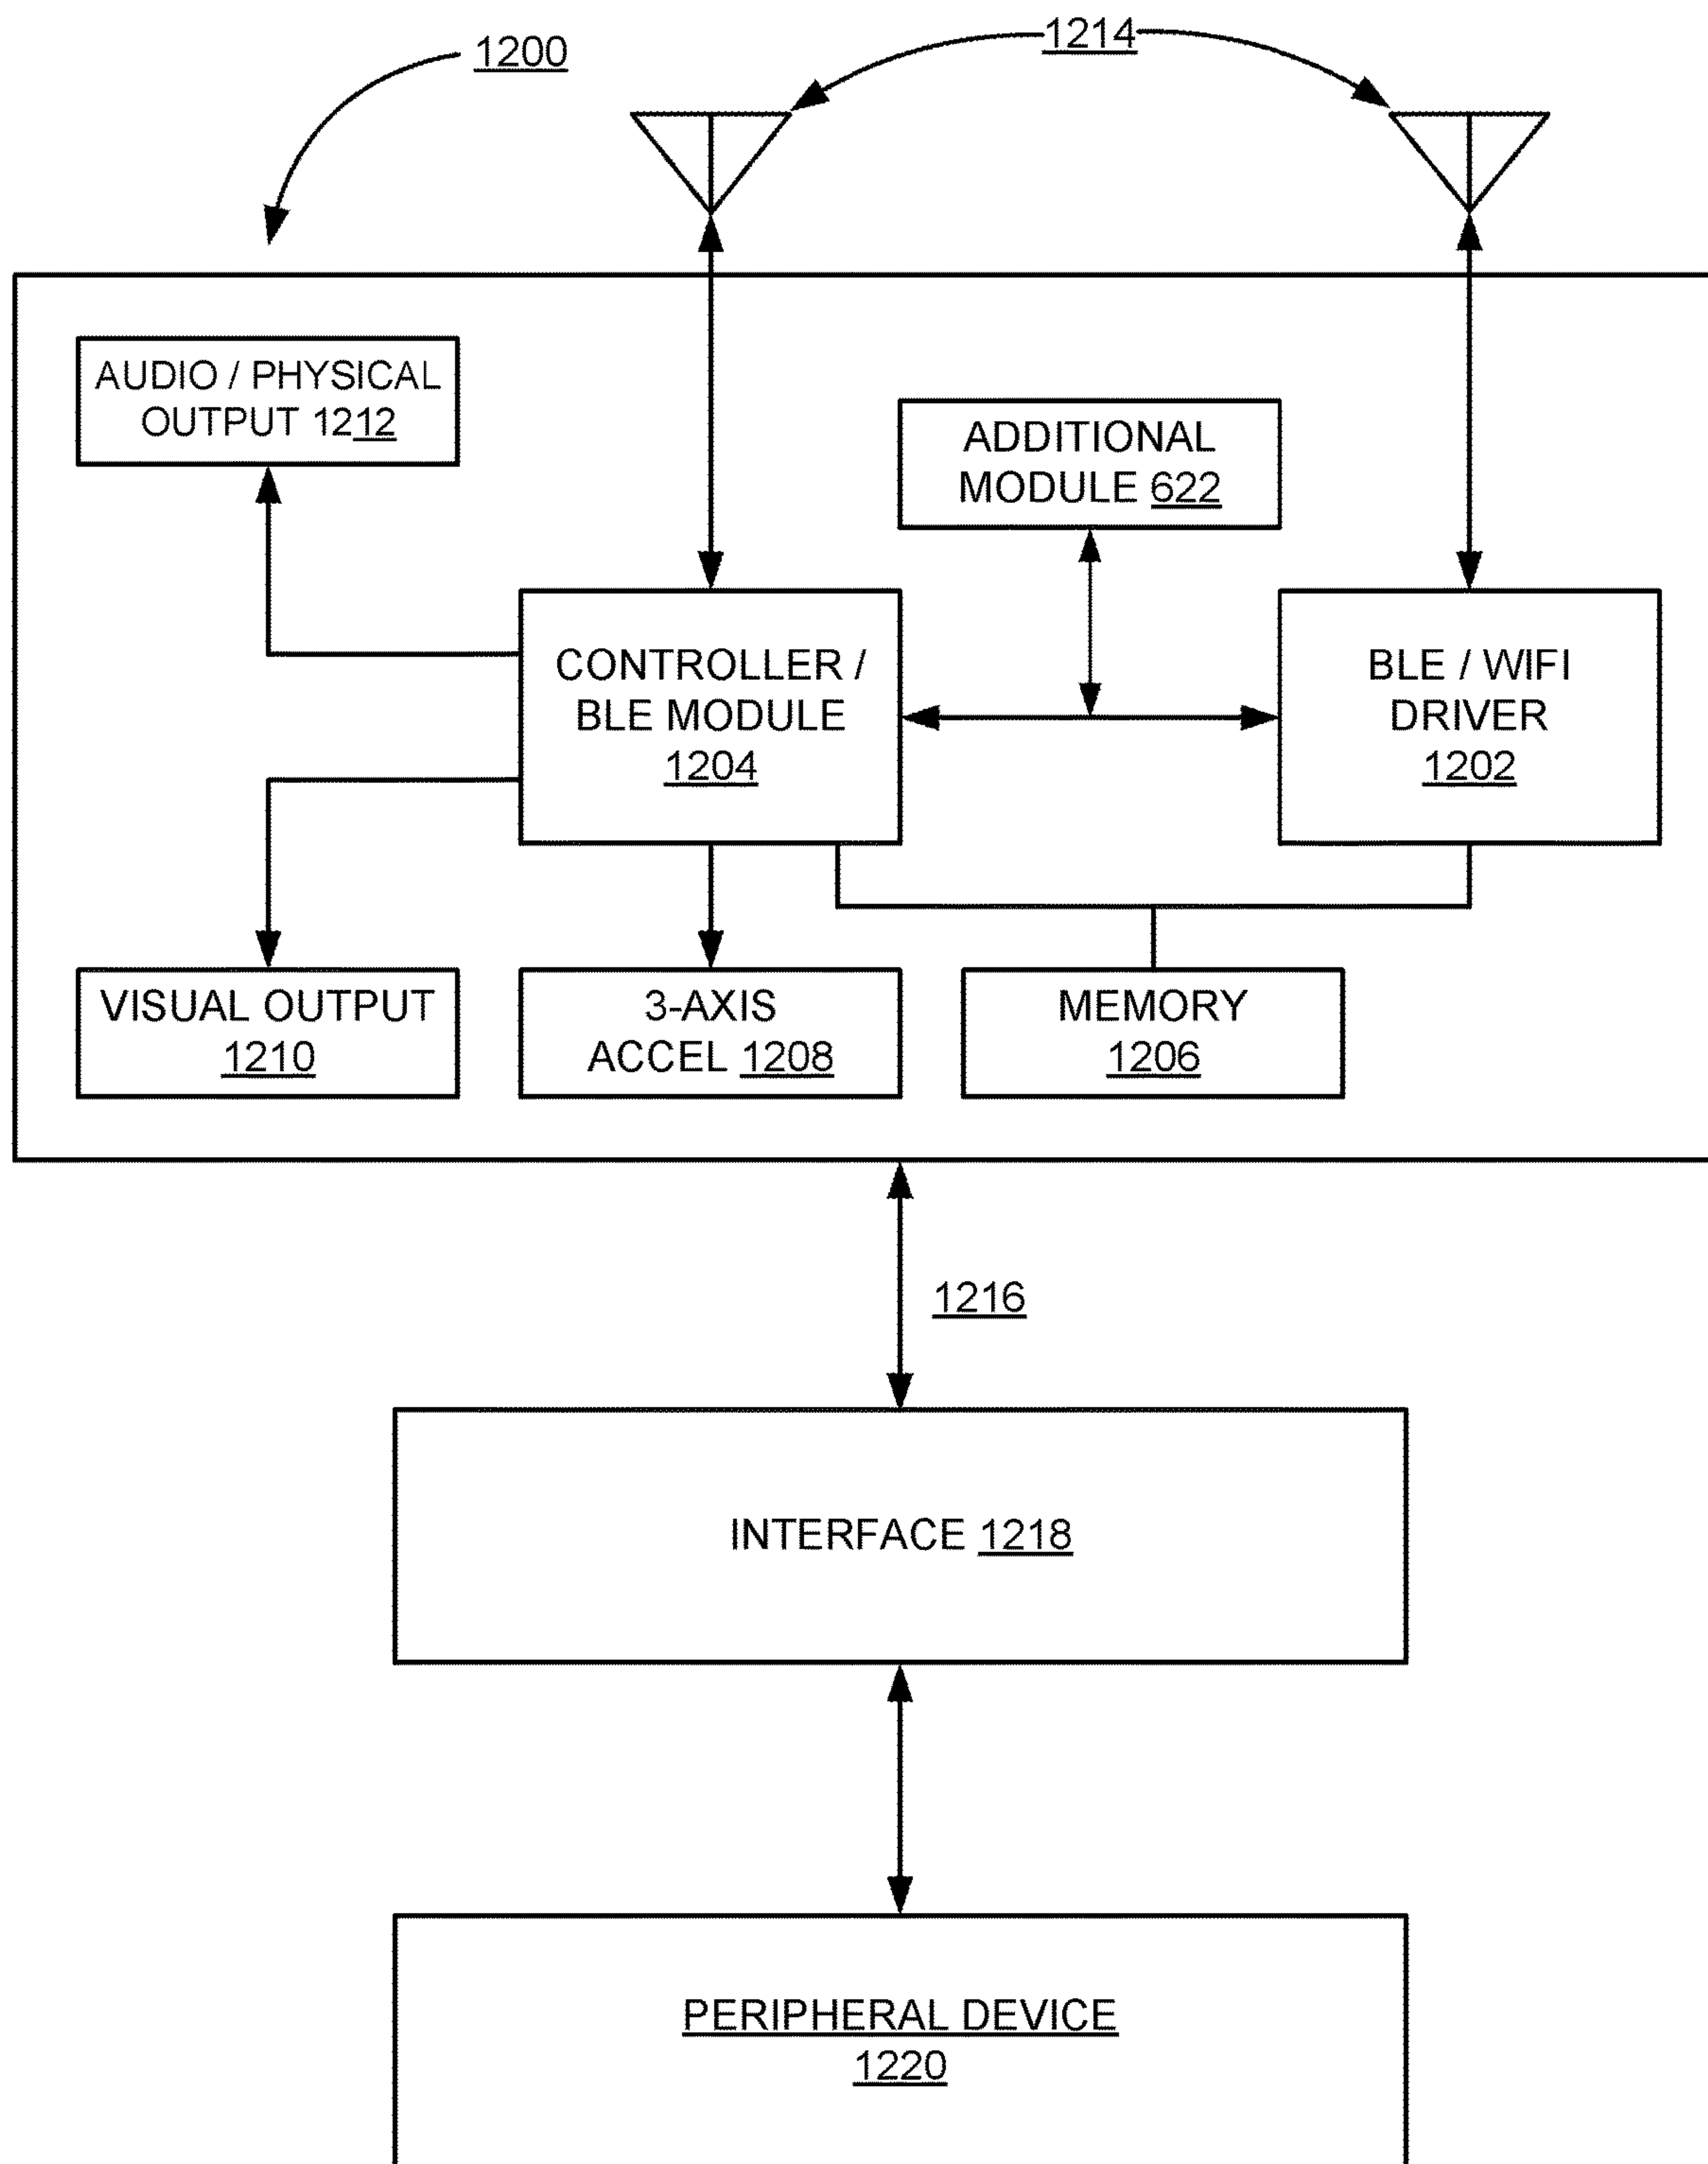 1200
1214
AUDIO / PHYSICAL
OUTPUT 1212
ADDITIONAL
MODULE 622
CONTROLLER /
BLE MODULE
1204
BLE / WIFI
DRIVER
1202
VISUAL OUTPUT
1210
3-AXIS
ACCEL 1208
MEMORY
1206
1216
INTERFACE 1218
PERIPHERAL DEVICE
1220